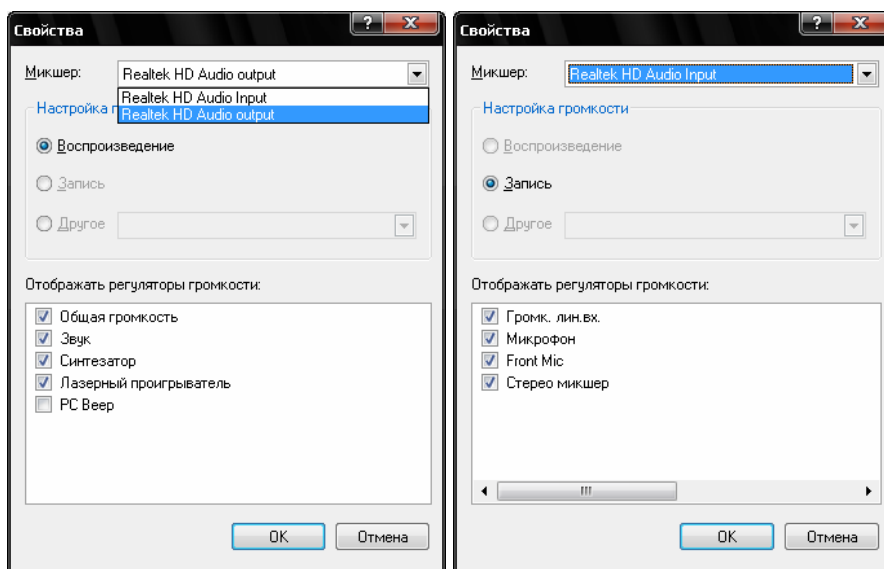 Свойства
?
X
Микшер:
Realtek HD Audio output
Realtek HD Audio Input
Realtek HD Audio output
Настройка г
Воспроизведение
Запись
Другое
Отображать регуляторы громкости:
Общая громкость
Звук
Синтезатор
Лазерный проигрыватель
PC Beep
OK
Отмена
Свойства
?
X
Микшер:
Realtek HD Audio Input
Настройка громкости
Воспроизведение
Запись
Другое
Отображать регуляторы громкости:
Громк. лин.вх.
Микрофон
Front Mic
Стерео микшер
OK
Отмена